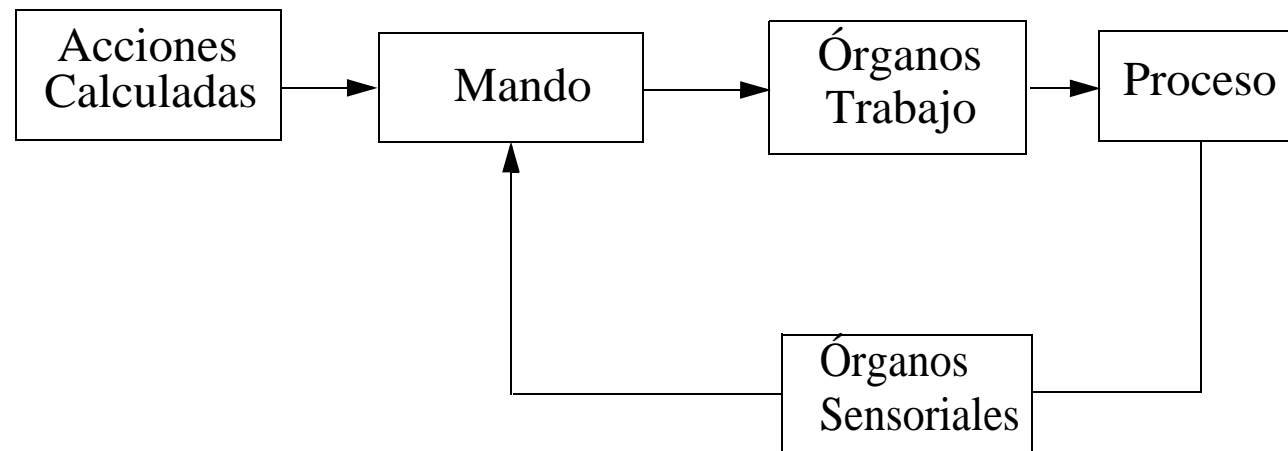 Acciones
Calculadas
Mando
Órganos
Trabajo
Proceso
Órganos
Sensoriales